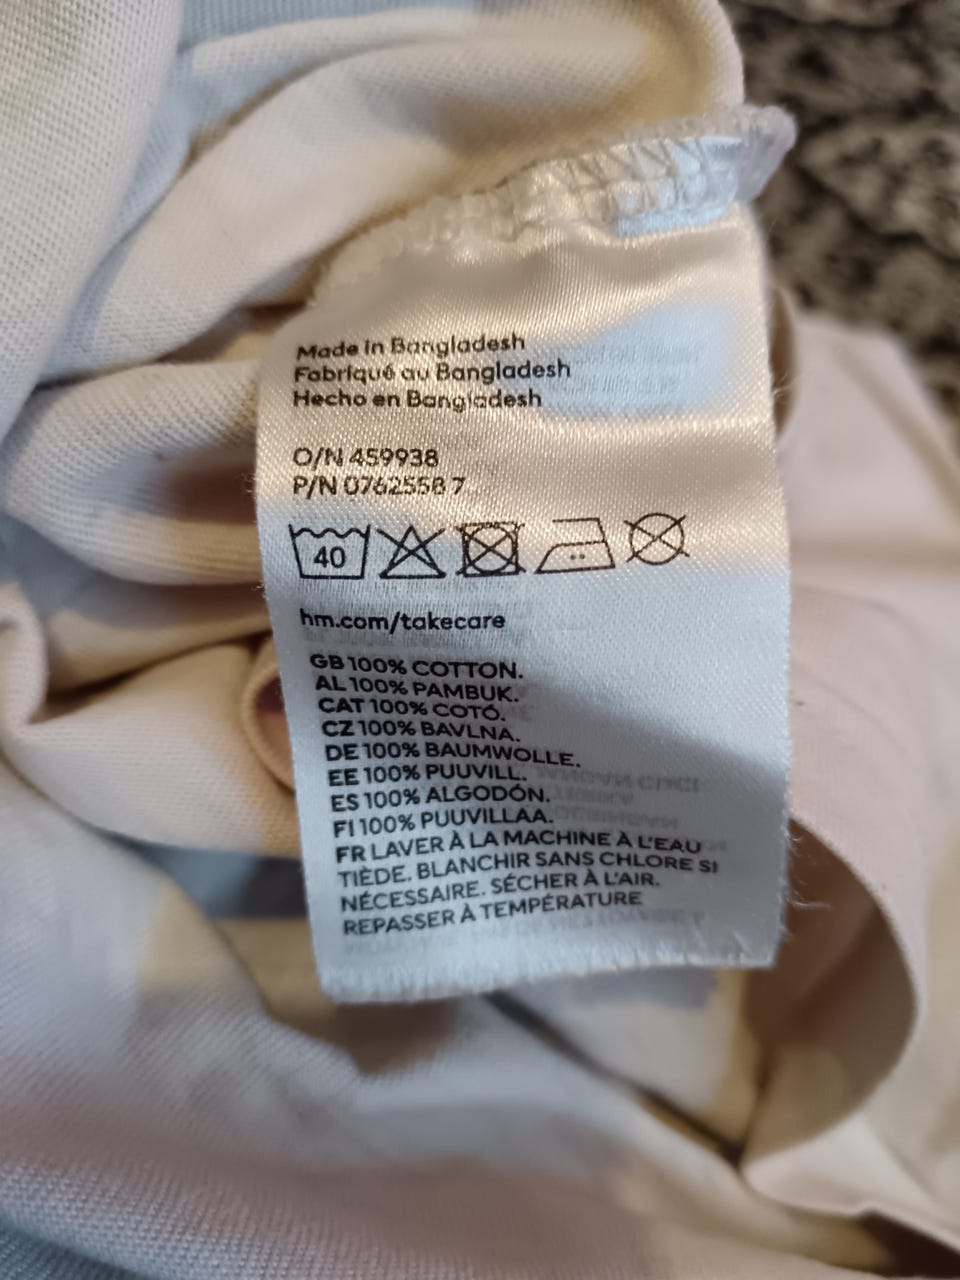 Made in Bangladesh
Fabriqué au Bangladesh
Hecho en Bangladesh
O/N 459938
P/N 0762558 7
40
hm.com/takecare
GB 100% COTTON.
AL 100% PAMBUK.
CAT 100% COTÓ.
CZ 100% BAVLNA.
DE 100% BAUMWOLLE.
EE 100% PUUVILL.
ES 100% ALGODÓN.
FI 100% PUUVILLAA.
FR LAVER À LA MACHINE À L'EAU
TIÈDE. BLANCHIR SANS CHLORE SI
NÉCESSAIRE. SÉCHER À L'AIR.
REPASSER À TEMPÉRATURE